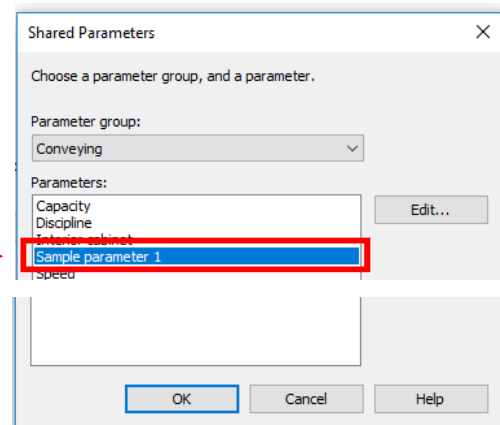 Shared Parameters
Choose a parameter group, and a parameter.
Parameter group:
Conveying
Parameters:
Capacity
Edit...
Discipline
Interior cabinet
Sample parameter 1
Speed
OK Cancel Help